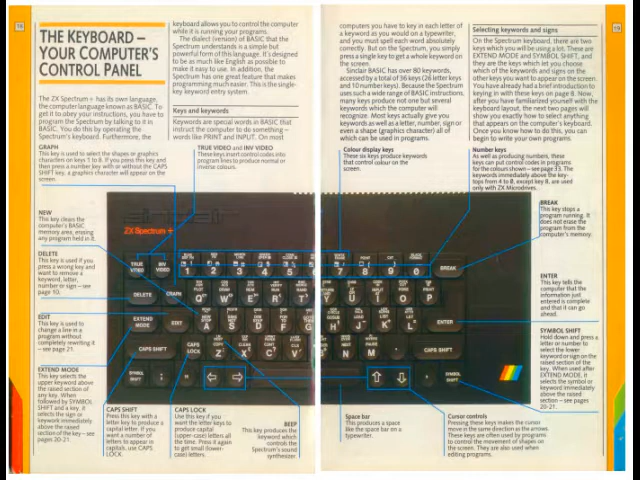 THE KEYBOARD –
YOUR COMPUTER'S
CONTROL PANEL
The ZX Spectrum + has its own language,
the computer language known as BASIC. To
get it to obey your instructions, you have to
program the Spectrum by talking to it in
BASIC. You do this by operating the
Spectrum's keyboard. Furthermore, the
keyboard allows you to control the computer
while it is running your programs.
The dialect (version) of BASIC that the
Spectrum understands is a simple but
powerful form of this language. It's designed
to be as much like English as possible to
make it easy to use. In addition, the
Spectrum has one great feature that makes
programming much easier. This is the single-
key keyword entry system.
Keys and keywords
Keywords are special words in BASIC that
instruct the computer to do something –
words like PRINT and INPUT. On most
computers you have to key in each letter of
a keyword as you would on a typewriter, and
you must spell each word absolutely
correctly. But on the Spectrum, you simply
press a single key to get a whole keyword on
the screen.
Sinclair BASIC has over 80 keywords,
accessed by a total of 36 keys (26 letter keys
and 10 number keys). Because the Spectrum
uses such a wide range of BASIC instructions,
many keys produce not one but several
keywords which the computer will
recognize. Most keys actually give you
keywords as well as a letter, number, sign or
even a shape (graphics character) all of
which can be used in programs.
Selecting keywords and signs
On the Spectrum keyboard, there are two
keys which you will be using a lot. These are
EXTEND MODE and SYMBOL SHIFT, and
they are the keys which let you choose
which of the keywords and signs on the
other keys you want to appear on the screen.
You have already had a brief introduction to
keying in with these keys on page 8. Now,
after you have familiarized yourself with the
keyboard layout, the next two pages will
show you exactly how to select anything
that appears on the computer's keyboard.
Once you know how to do this, you can
begin to write your own programs.
GRAPH
This key is used to select the shapes or graphics
characters on keys 1 to 8. If you press this key and
then press a number key with or without the CAPS
SHIFT key, a graphics character will appear on the
screen.
TRUE VIDEO and INV VIDEO
These keys insert control codes into
program lines to produce normal or
inverse colours.
Colour display keys
These six keys produce keywords
that control colour on the
screen.
Number keys
As well as producing numbers, these
keys can put control codes in programs
for the colours shown – see page 33. The
keywords immediately above the key-
tops from 4 to 0, except key 8, are used
only with ZX Microdrives.
NEW
This key clears the
computer's BASIC
memory area, erasing
any program held in it.
DELETE
This key is used if you
press a wrong key and
want to remove a
keyword, letter,
number or sign – see
page 10.
EDIT
This key is used to
change a line in a
program without
completely rewriting it
– see page 21.
EXTEND MODE
This key selects the
upper keyword above
the raised section of
any key. When
followed by SYMBOL
SHIFT and a key, it
selects the sign or
keyword immediately
above the raised
section of the key – see
pages 20-21.
sinclair
ZX Spectrum +
TRUE VIDEO INV VIDEO 1 2 3 4 5 7 8 9 0 BREAK
DELETE GRAPH Q W E R T Y U I O P
EXTEND MODE EDIT A S D F H J K L ENTER
CAPS SHIFT CAPS LOCK Z X C V N M . CAPS SHIFT
SYMBOL SHIFT ; " ⇦ ⇨ ⇧ ⇩ , SYMBOL SHIFT
BREAK
This key stops a
program running. It
does not erase the
program from the
computer's memory.
ENTER
This key tells the
computer that the
information just
entered is complete
and that it can go
ahead.
SYMBOL SHIFT
Hold down and press a
letter or number to
select the lower
keyword or sign on the
raised section of the
key. When used after
EXTEND MODE, it
selects the symbol or
keyword immediately
above the raised
section – see pages
20-21.
CAPS SHIFT
Press this key with a
letter key to produce a
capital letter. If you
want a number of
letters to appear in
capitals, use CAPS
LOCK.
CAPS LOCK
Use this key if you
want the letter keys to
produce capital
(upper-case) letters all
the time. Press it again
to get small (lower-
case) letters.
BEEP
This key produces the
keyword which
controls the
Spectrum's sound
synthesizer
Space bar
This produces a space
like the space bar on a
typewriter.
Cursor controls
Pressing these keys makes the cursor
move in the same direction as the arrows.
These keys are often used by programs
to control the movement of shapes on
the screen. They are also used when
editing programs.